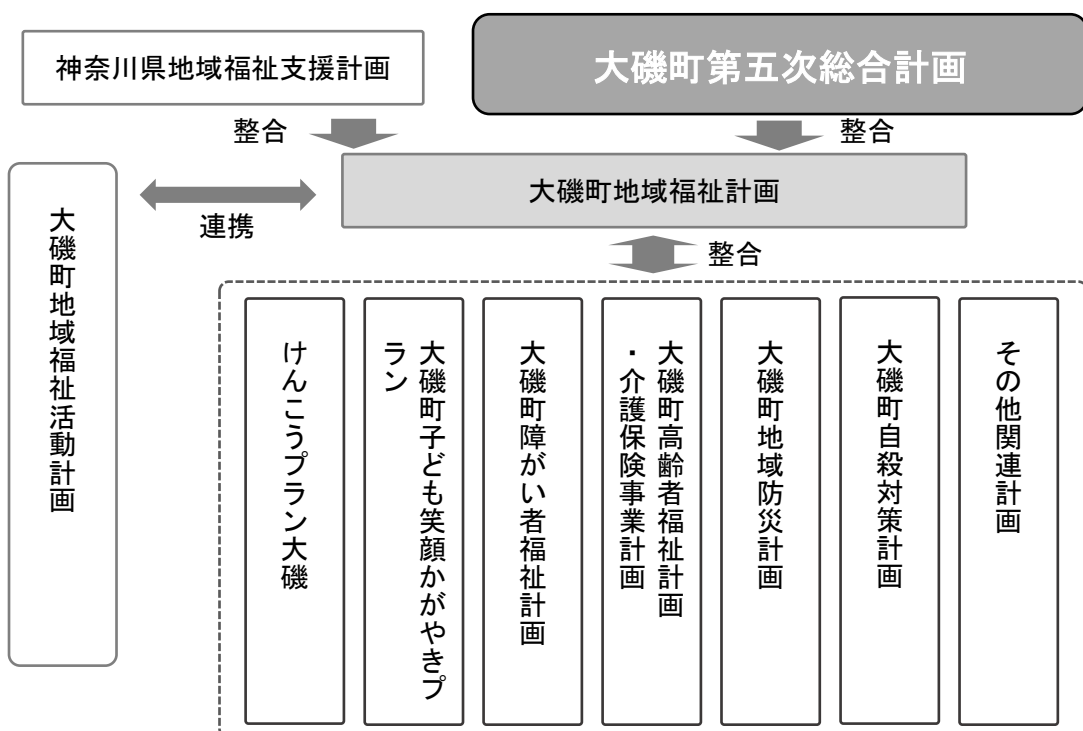 神奈川県地域福祉支援計画
大磯町第五次総合計画
整合
整合
大磯町地域福祉計画
連携
整合
大磯町地域福祉活動計画
けんこうプラン大磯
大磯町子ども笑顔かがやきプ
ラン
大磯町障がい者福祉計画
大磯町高齢者福祉計画
・介護保険事業計画
大磯町地域防災計画
大磯町自殺対策計画
その他関連計画